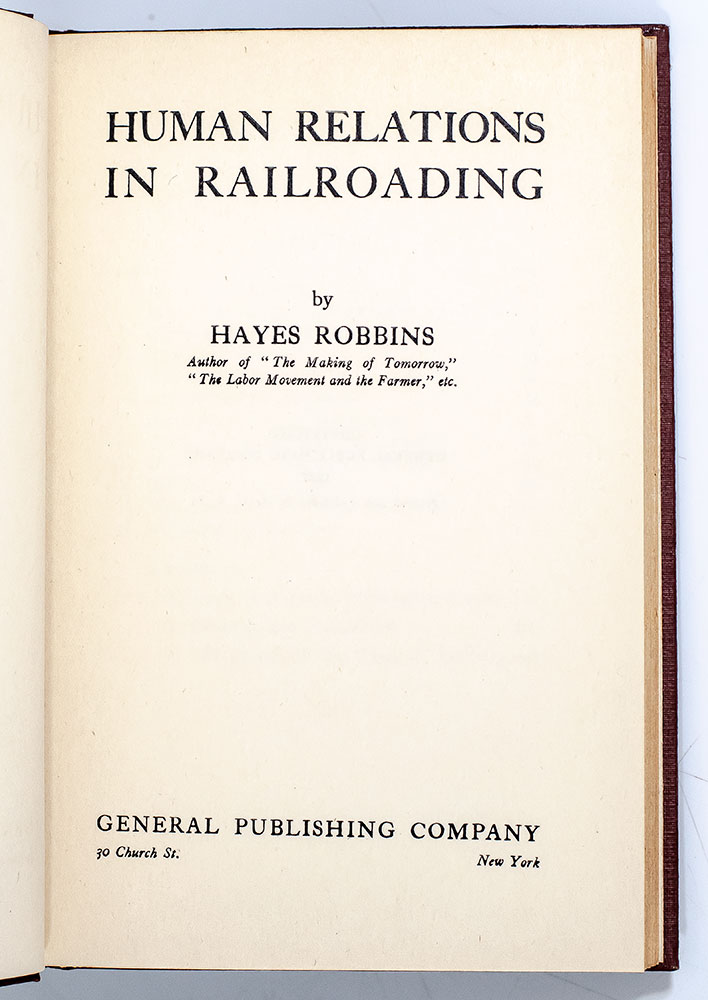 HUMAN RELATIONS
IN RAILROADING
by
HAYES ROBBINS
Author of "The Making of Tomorrow,"
"The Labor Movement and the Farmer," etc.
GENERAL PUBLISHING COMPANY
30 Church St. New York